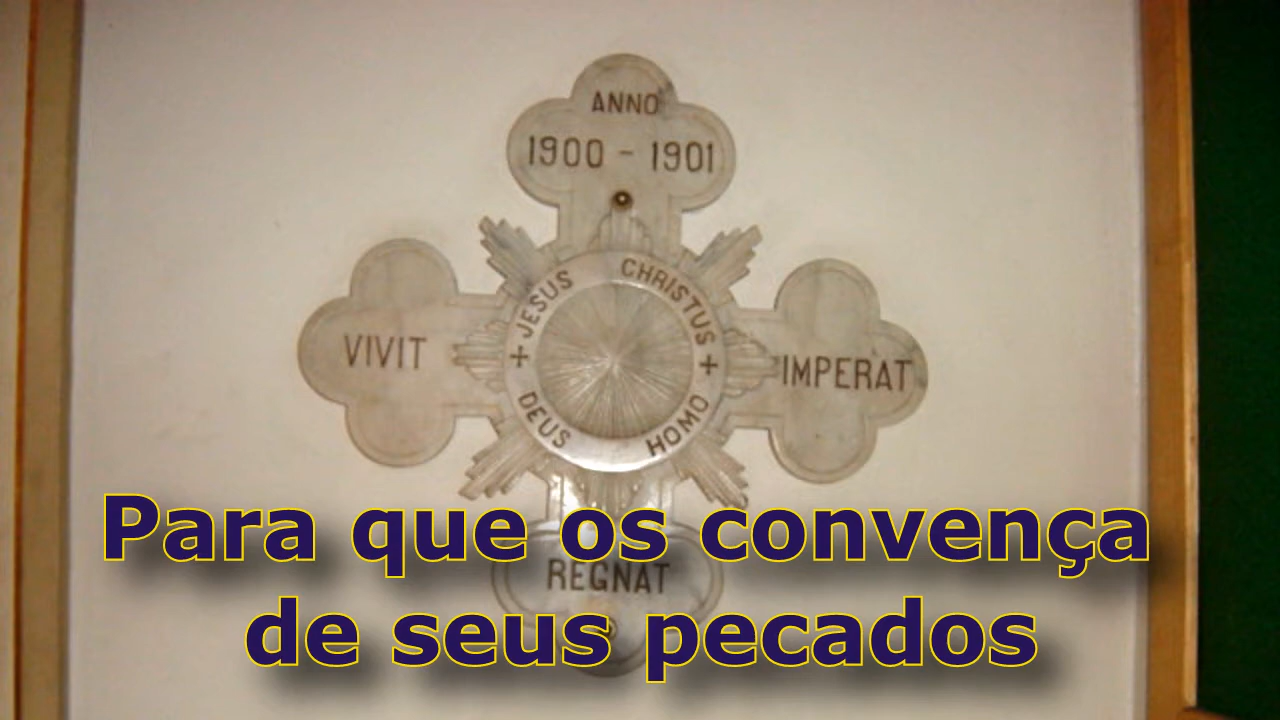 ANNO
1900 - 1901
VIVIT
+ JESUS CHRISTUS +
DEUS HOMO
IMPERAT
REGNAT
Para que os convença
de seus pecados